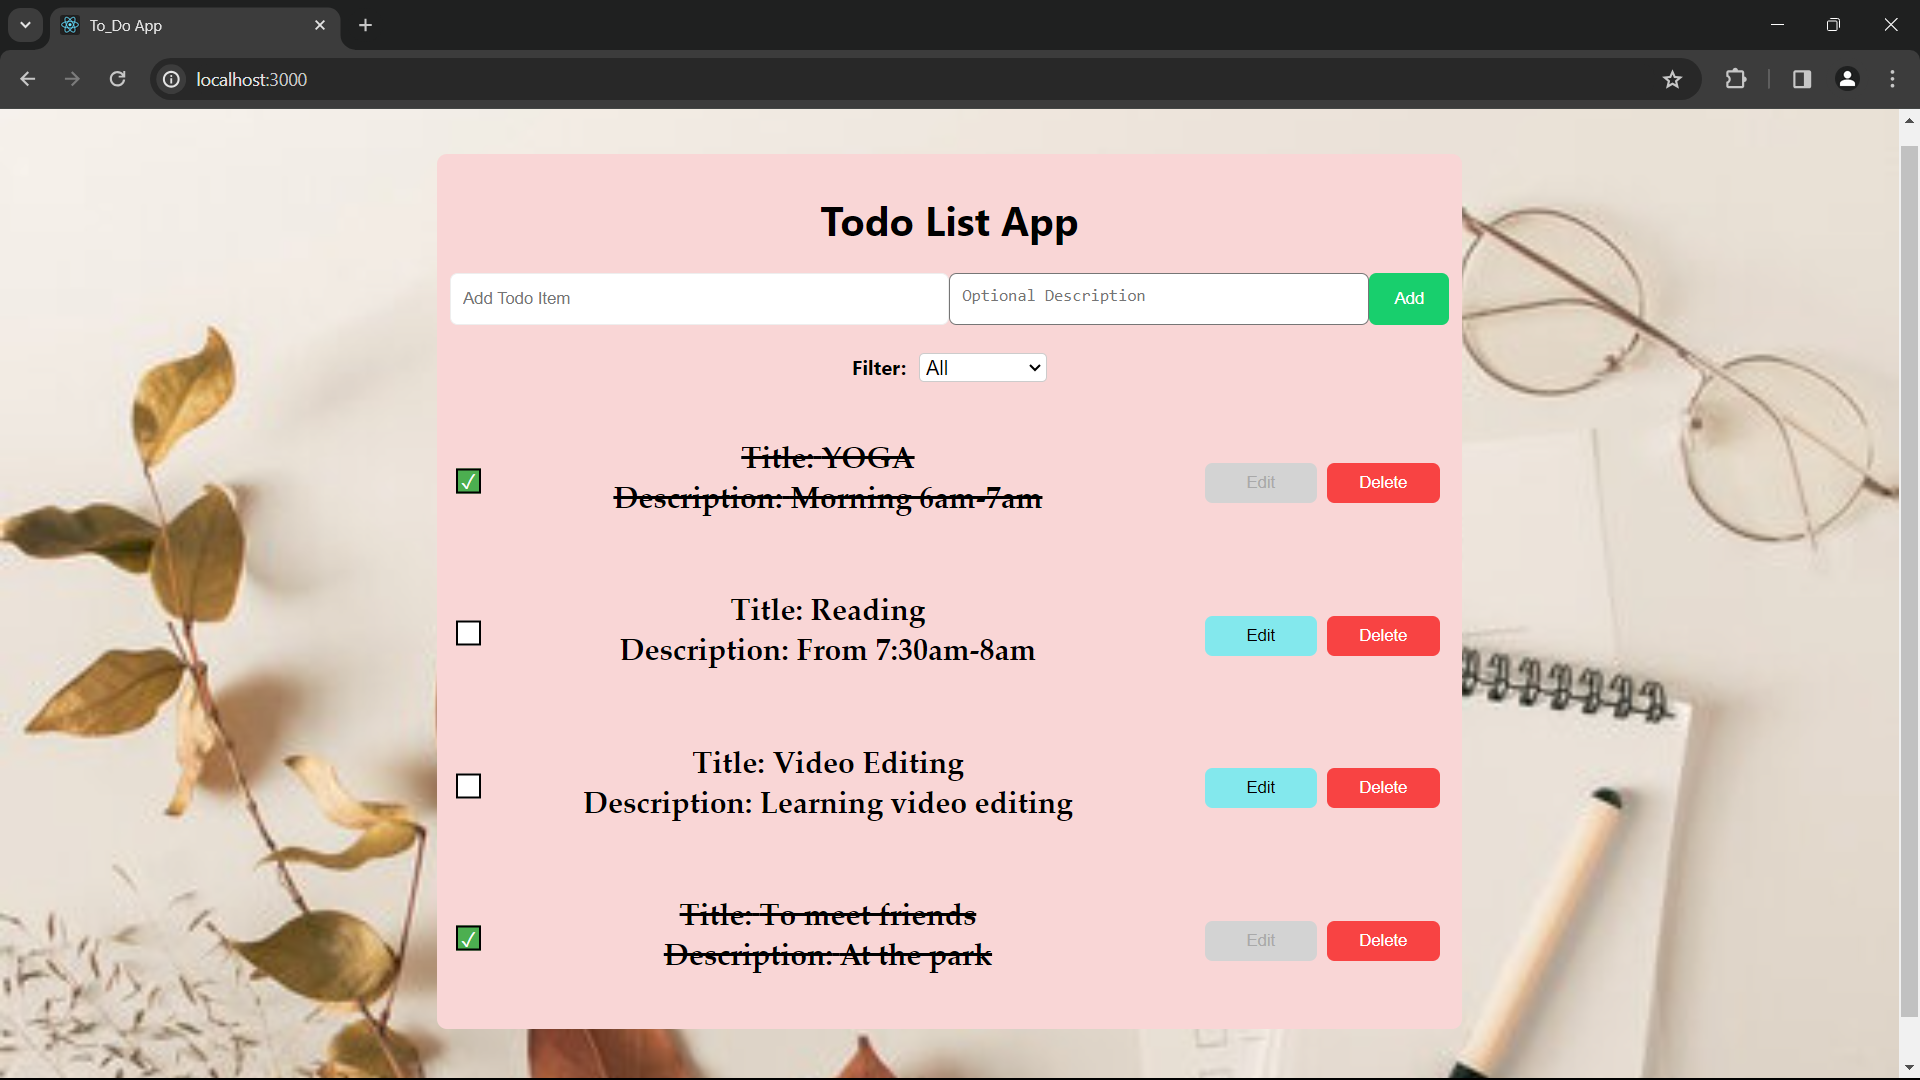 To_Do App
localhost:3000
Todo List App
Add Todo Item
Optional Description
Add
Filter: All
Title: YOGA
Description: Morning 6am-7am
Edit
Delete
Title: Reading
Description: From 7:30am-8am
Edit
Delete
Title: Video Editing
Description: Learning video editing
Edit
Delete
Title: To meet friends
Description: At the park
Edit
Delete